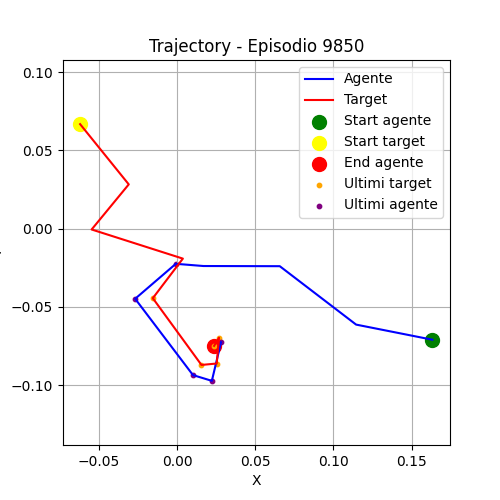 Trajectory - Episodio 9850
0.10
0.05
0.00
−0.05
−0.10
Agente
Target
Start agente
Start target
End agente
Ultimi target
Ultimi agente
−0.05
0.00
0.05
0.10
0.15
X